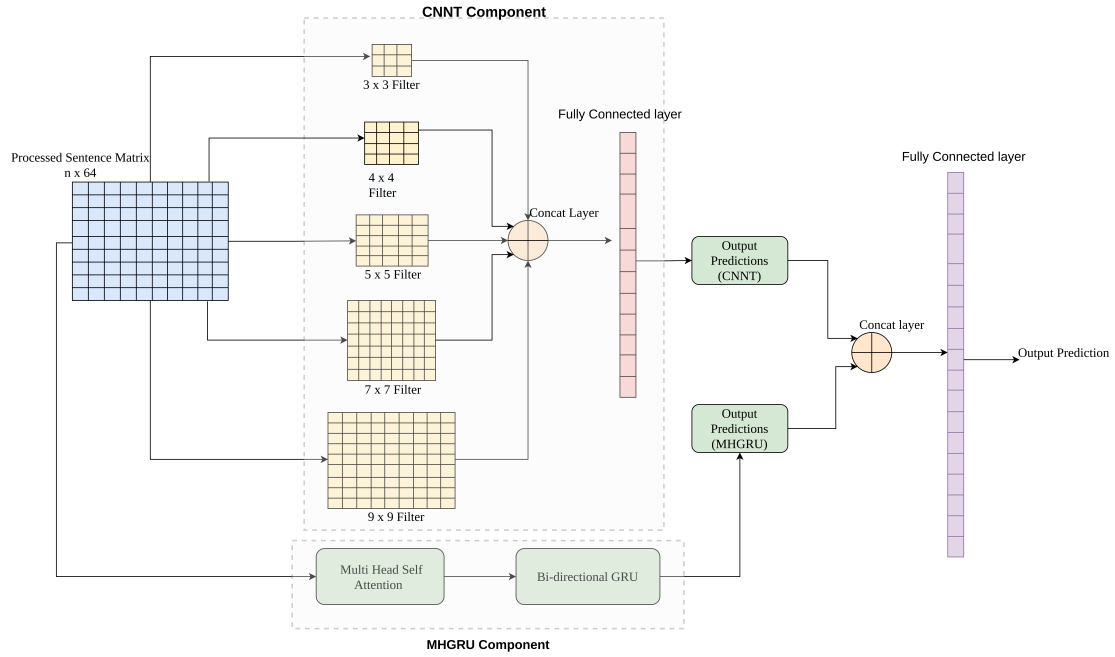 CNNT Component
3 x 3 Filter
Fully Connected layer
Processed Sentence Matrix
n x 64
4 x 4
Filter
Concat Layer
5 x 5 Filter
7 x 7 Filter
9 x 9 Filter
Output
Predictions
(CNNT)
Fully Connected layer
Concat layer
Output Prediction
Output
Predictions
(MHGRU)
Multi Head Self
Attention
Bi-directional GRU
MHGRU Component